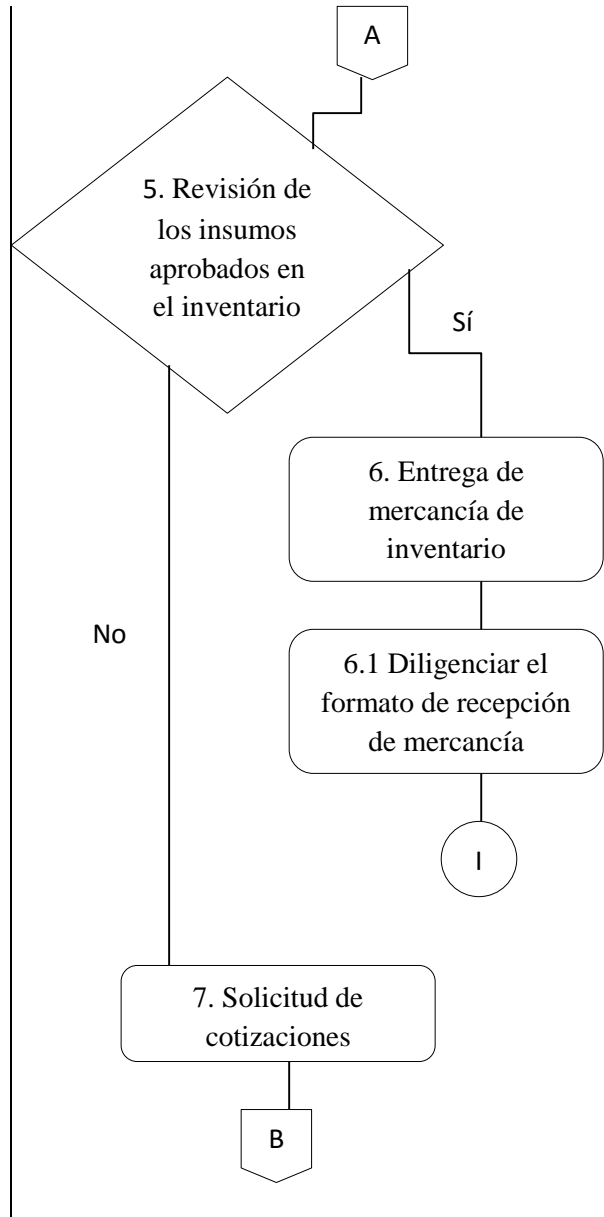 A
5. Revisión de
los insumos
aprobados en
el inventario
Sí
6. Entrega de
mercancía de
inventario
No
6.1 Diligenciar el
formato de recepción
de mercancía
I
7. Solicitud de
cotizaciones
B